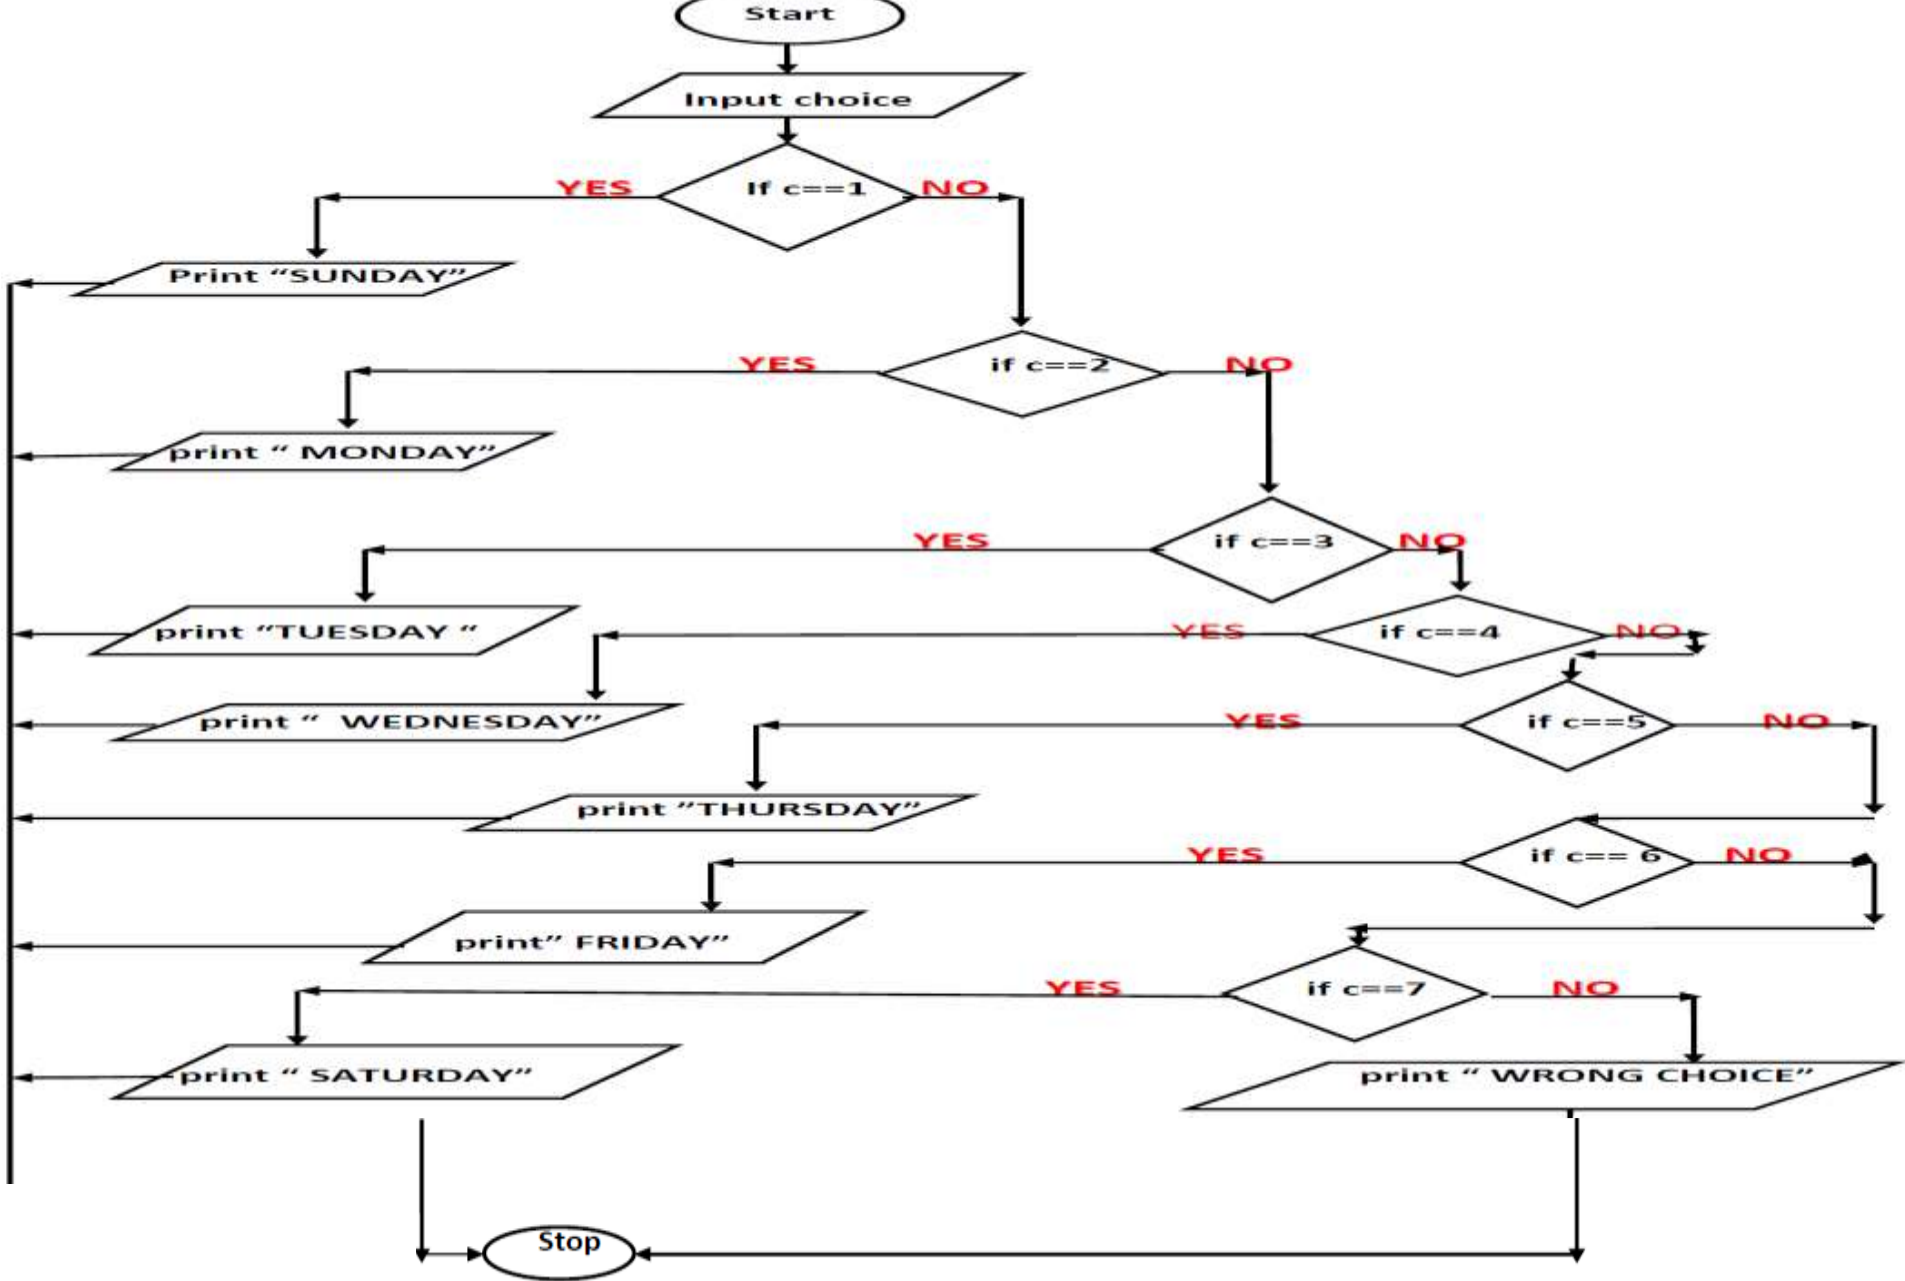 Start
Input choice
YES
If c==1
NO
Print “SUNDAY”
YES
if c==2
NO
print “ MONDAY”
YES
if c==3
NO
print “TUESDAY “
YES
if c==4
NO
print “  WEDNESDAY”
YES
if c==5
NO
print ”THURSDAY”
YES
if c== 6
NO
print” FRIDAY”
YES
if c==7
NO
print “ SATURDAY”
print “ WRONG CHOICE”
Stop